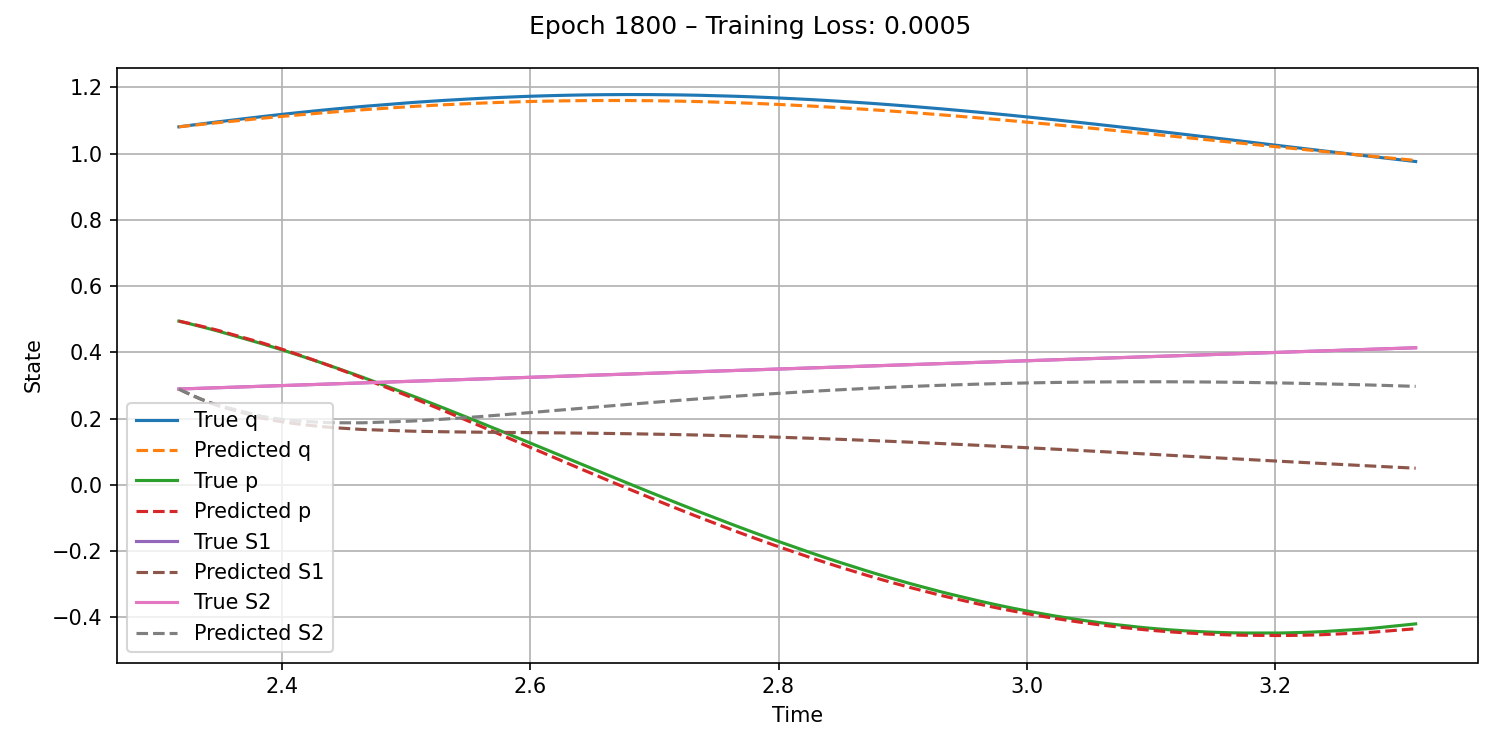 Epoch 1800 – Training Loss: 0.0005
1.2
1.0
0.8
0.6
0.4
0.2
0.0
−0.2
−0.4
State
True q
Predicted q
True p
Predicted p
True S1
Predicted S1
True S2
Predicted S2
2.4 2.6 2.8 3.0 3.2
Time